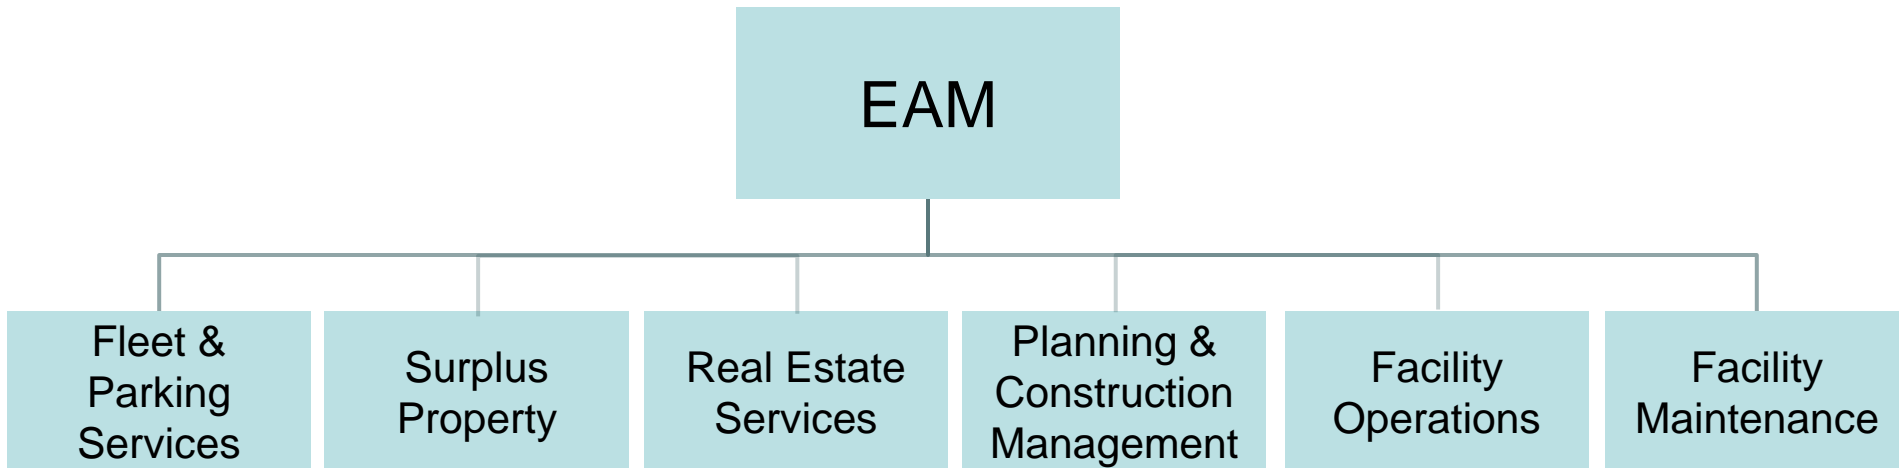 EAM
Fleet &
Parking
Services
Surplus
Property
Real Estate
Services
Planning &
Construction
Management
Facility
Operations
Facility
Maintenance